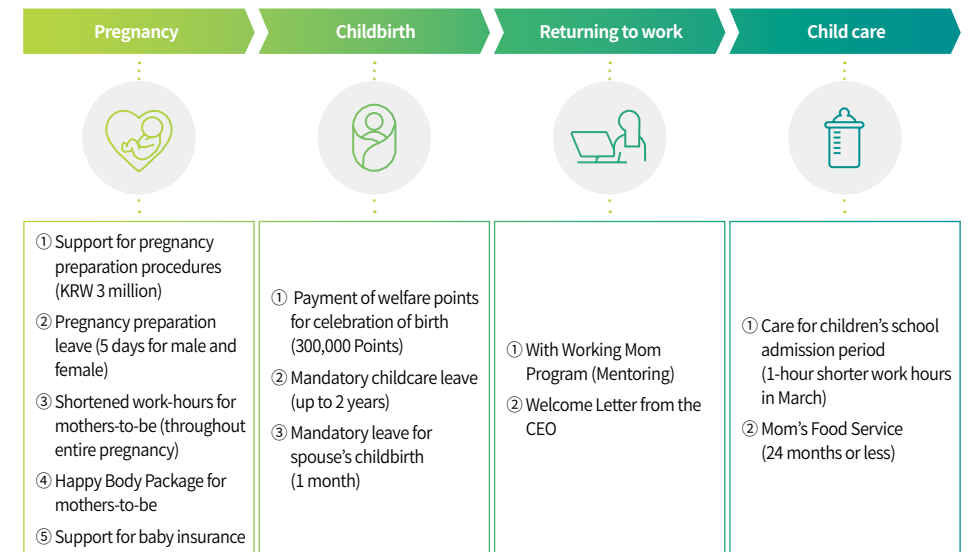 Pregnancy
Childbirth
Returning to work
Child care
① Support for pregnancy
preparation procedures
(KRW 3 million)
② Pregnancy preparation
leave (5 days for male and
female)
③ Shortened work-hours for
mothers-to-be (throughout
entire pregnancy)
④ Happy Body Package for
mothers-to-be
⑤ Support for baby insurance
① Payment of welfare points
for celebration of birth
(300,000 Points)
② Mandatory childcare leave
(up to 2 years)
③ Mandatory leave for
spouse’s childbirth
(1 month)
① With Working Mom
Program (Mentoring)
② Welcome Letter from the
CEO
① Care for children’s school
admission period
(1-hour shorter work hours
in March)
② Mom’s Food Service
(24 months or less)